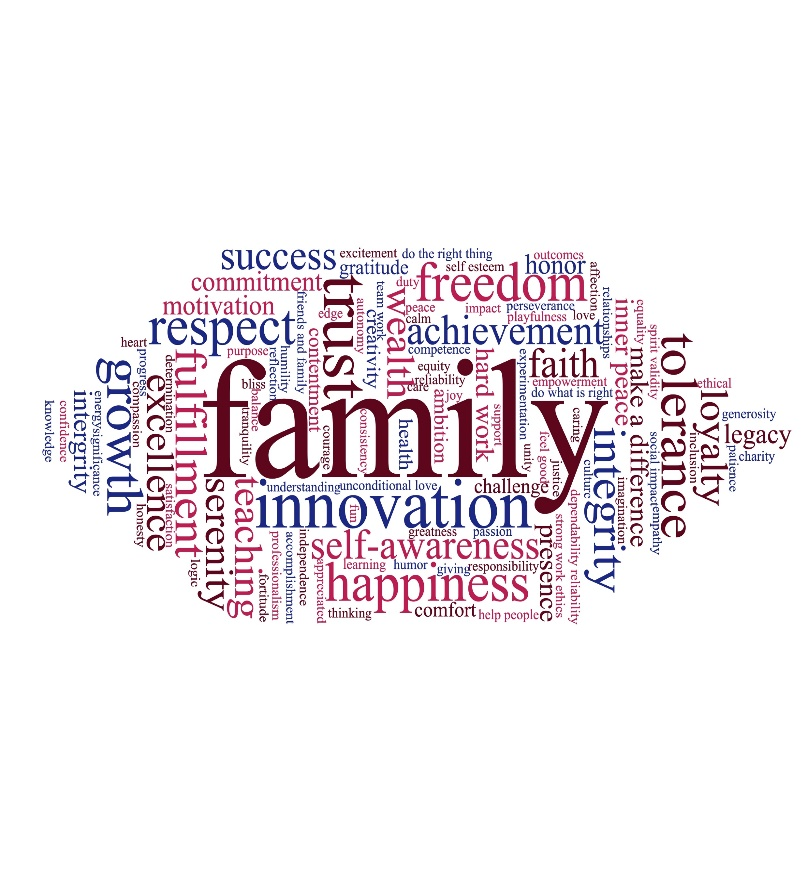 success
excitement
do the right thing
outcomes
gratitude
self esteem
honor
affection
commitment
duty
freedom
motivation
friends and family
edge
trust
autonomy
team work
creativity
wealth
peace
calm
impact
perseverance
playfulness
love
relationships
equality
spirit validity
respect
achievement
inner peace
tolerance
heart
progress
purpose
reflection
humility
contentment
competence
equity
reliability
care
hard work
experimentation
faith
empowerment
do what is right
make a difference
ethical
loyalty
generosity
legacy
growth
determination
fulfillment
bliss
balance
tranquility
family
joy
ambition
support
caring
knowledge
confidence
intergrity
energy
significance
compassion
excellence
courage
consistency
health
unity
feel good
justice
culture
integrity
imagination
social impact
empathy
inclusion
patience
charity
honesty
satisfaction
logic
serenity
teaching
understanding
unconditional love
challenge
innovation
fun
greatness
passion
presence
strong work ethics
dependability
reliability
fortitude
professionalism
accomplishment
independence
appreciated
self-awareness
learning
humor
giving
responsibility
happiness
thinking
comfort
help people